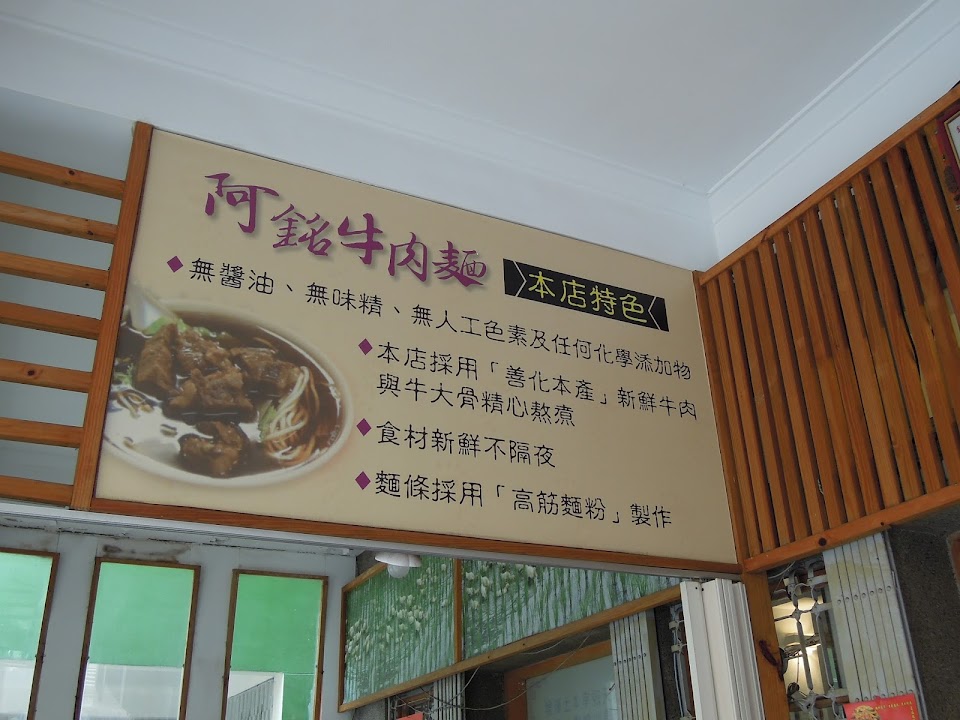 阿銘牛肉麵
本店特色
◆無醬油、無味精、無人工色素及任何化學添加物
◆本店採用「善化本產」新鮮牛肉
與牛大骨精心熬煮
◆食材新鮮不隔夜
◆麵條採用「高筋麵粉」製作